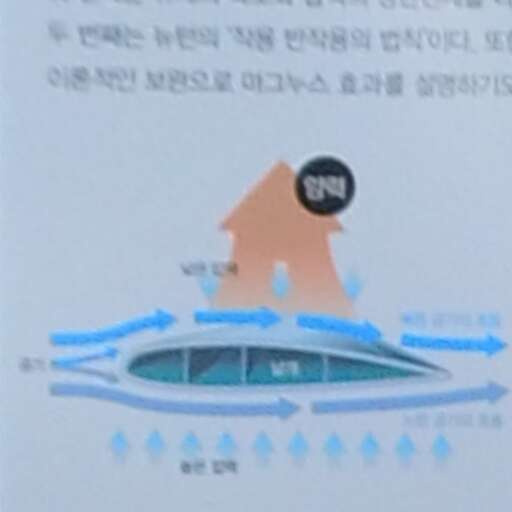 두 번째는 뉴턴의 '작용 반작용의 법칙'이다. 또한
이론적인 보완으로 마그누스 효과를 설명하기도
양력
낮은 압력
빠른 공기의 흐름
공기
날개
느린 공기의 흐름
높은 압력